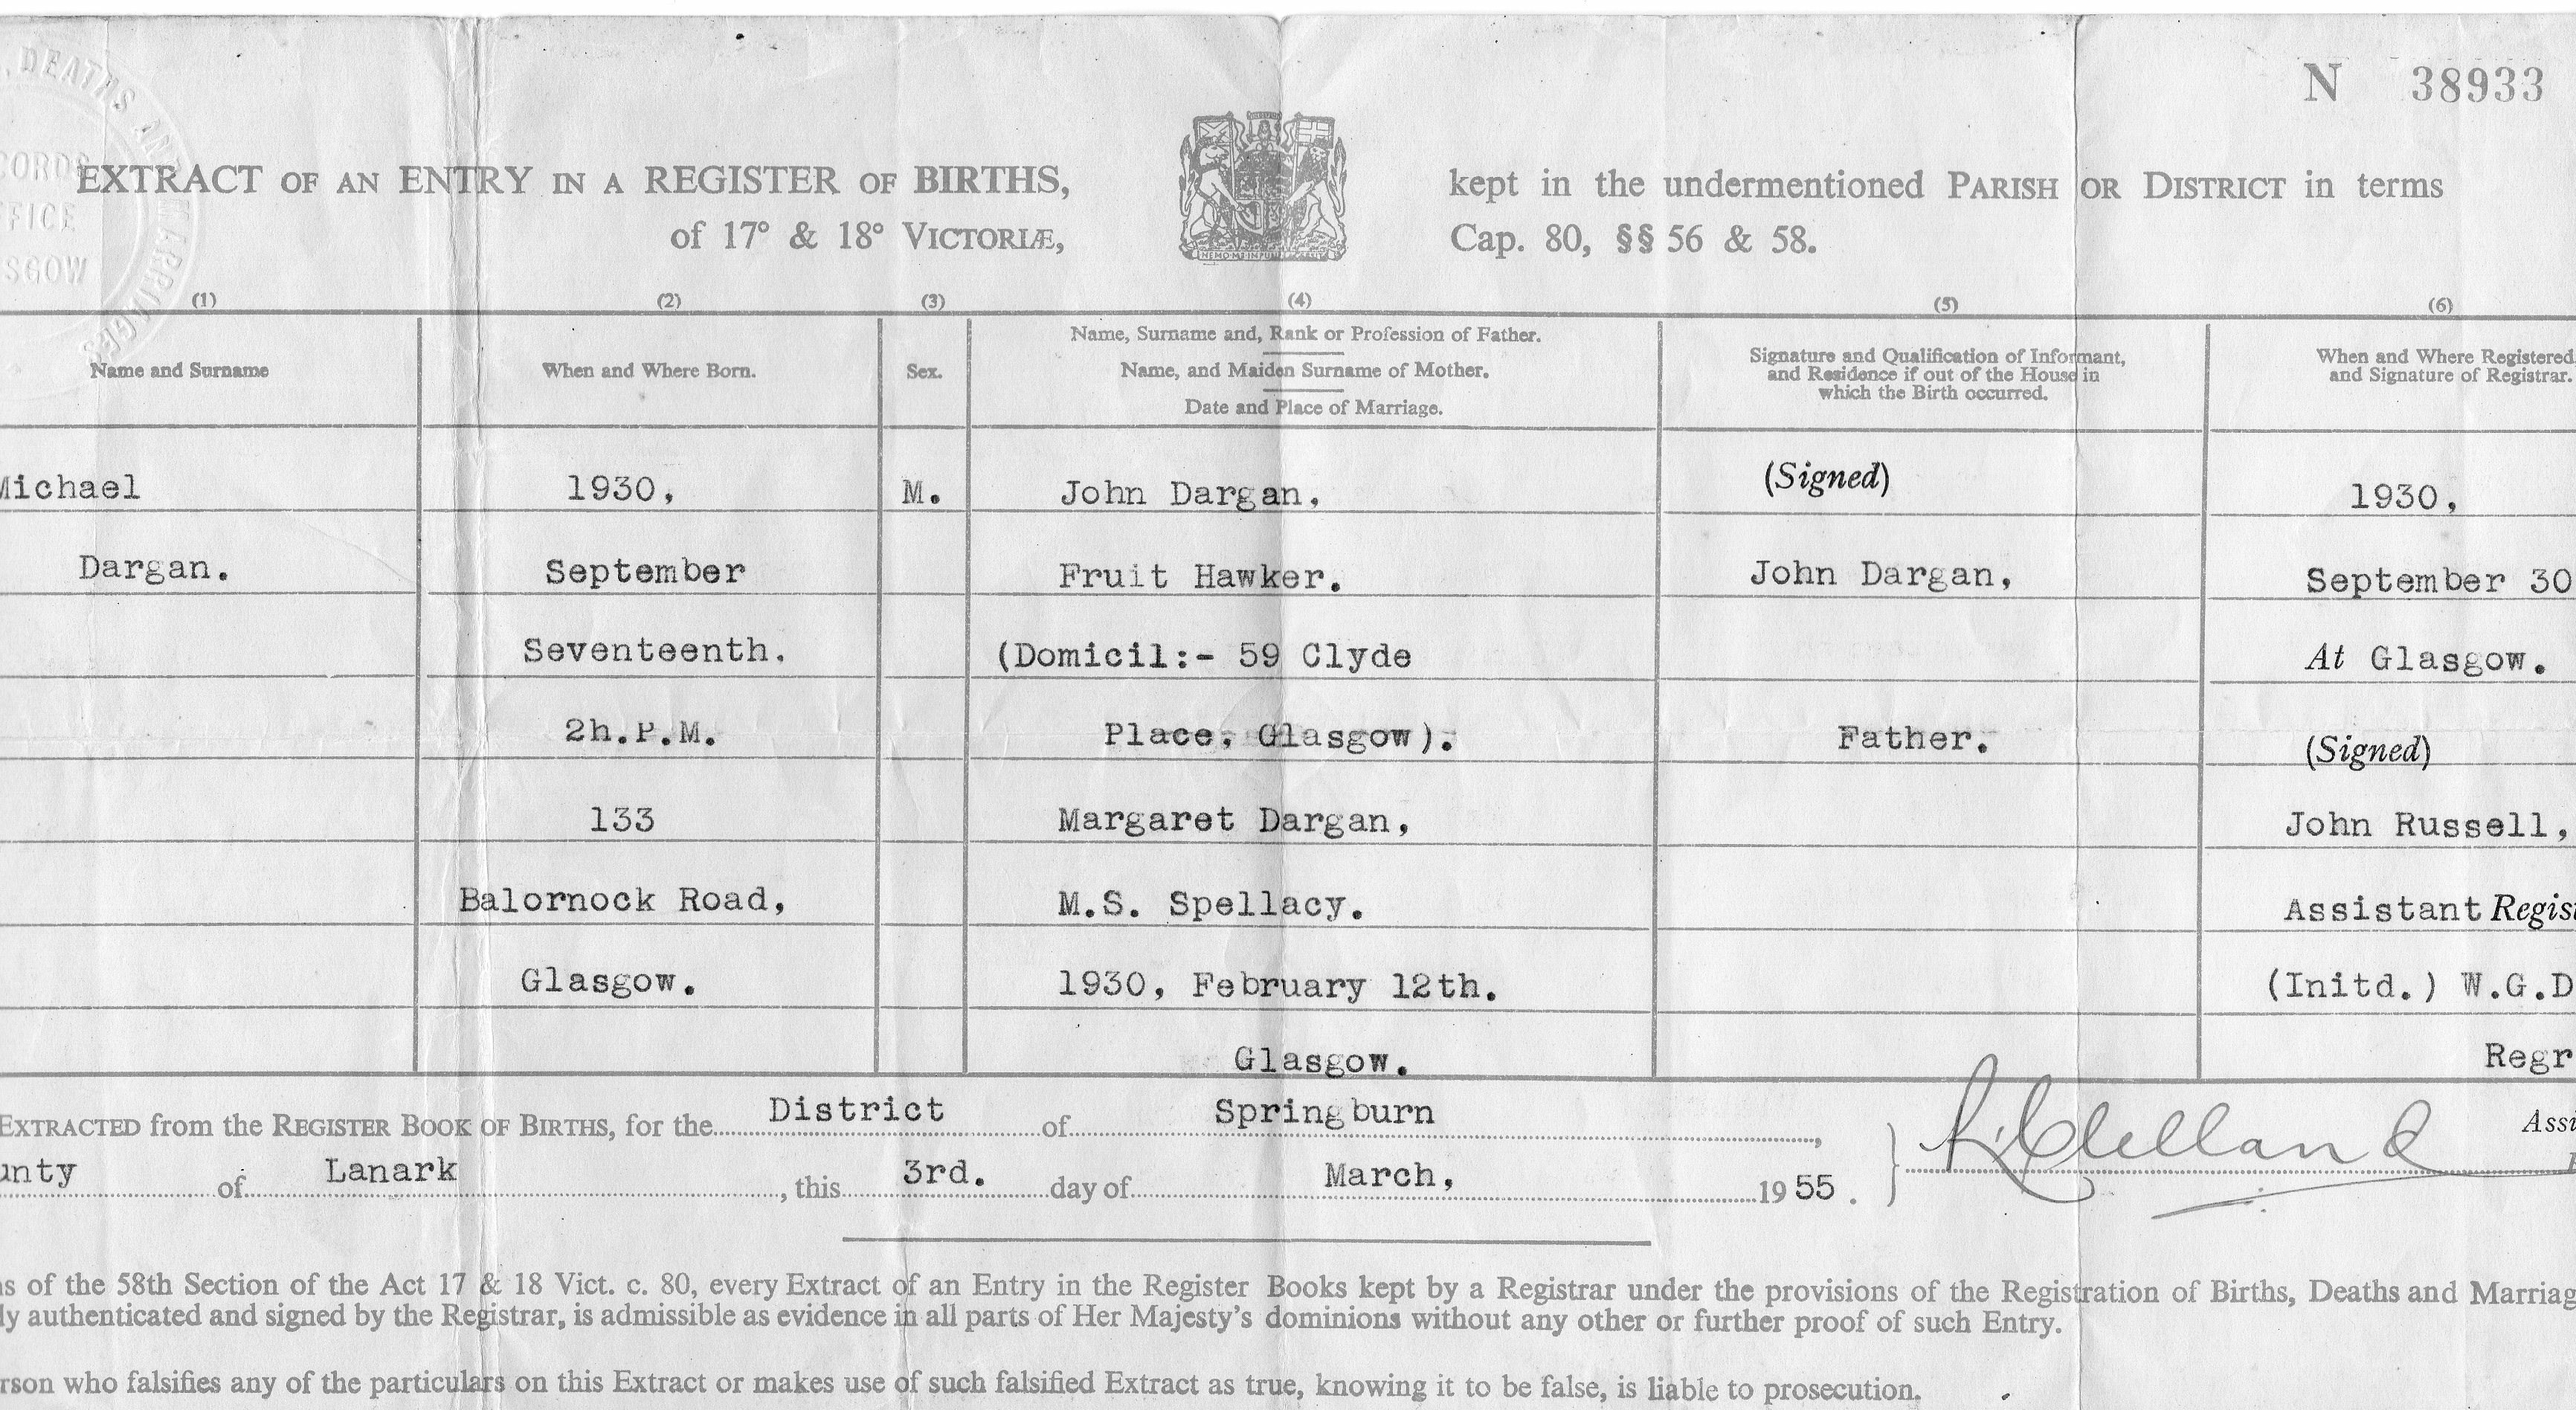 DEATHS AND MARRIAGES
N 38933
EXTRACT OF AN ENTRY IN A REGISTER OF BIRTHS, kept in the undermentioned PARISH OR DISTRICT in terms
of 17° & 18° VICTORIÆ, Cap. 80, §§ 56 & 58.
(1) (2) (3) (4) (5) (6)
Name and Surname
When and Where Born.
Sex.
Name, Surname and, Rank or Profession of Father.
Name, and Maiden Surname of Mother.
Date and Place of Marriage.
Signature and Qualification of Informant,
and Residence if out of the House in
which the Birth occurred.
When and Where Registered
and Signature of Registrar.
Michael
Dargan.
1930,
September
Seventeenth.
2h.P.M.
133
Balornock Road,
Glasgow.
M.
John Dargan,
Fruit Hawker.
(Domicil:- 59 Clyde
Place, Glasgow).
Margaret Dargan,
M.S. Spellacy.
1930, February 12th.
Glasgow.
(Signed)
John Dargan,
Father.
1930,
September 30
At Glasgow.
(Signed)
John Russell,
Assistant Regis
(Initd.) W.G.D
Regr
EXTRACTED from the REGISTER BOOK OF BIRTHS, for the District of Springburn,
unty of Lanark, this 3rd. day of March, 1955.
Clelland
Assi
s of the 58th Section of the Act 17 & 18 Vict. c. 80, every Extract of an Entry in the Register Books kept by a Registrar under the provisions of the Registration of Births, Deaths and Marriag
ly authenticated and signed by the Registrar, is admissible as evidence in all parts of Her Majesty's dominions without any other or further proof of such Entry.
rson who falsifies any of the particulars on this Extract or makes use of such falsified Extract as true, knowing it to be false, is liable to prosecution.